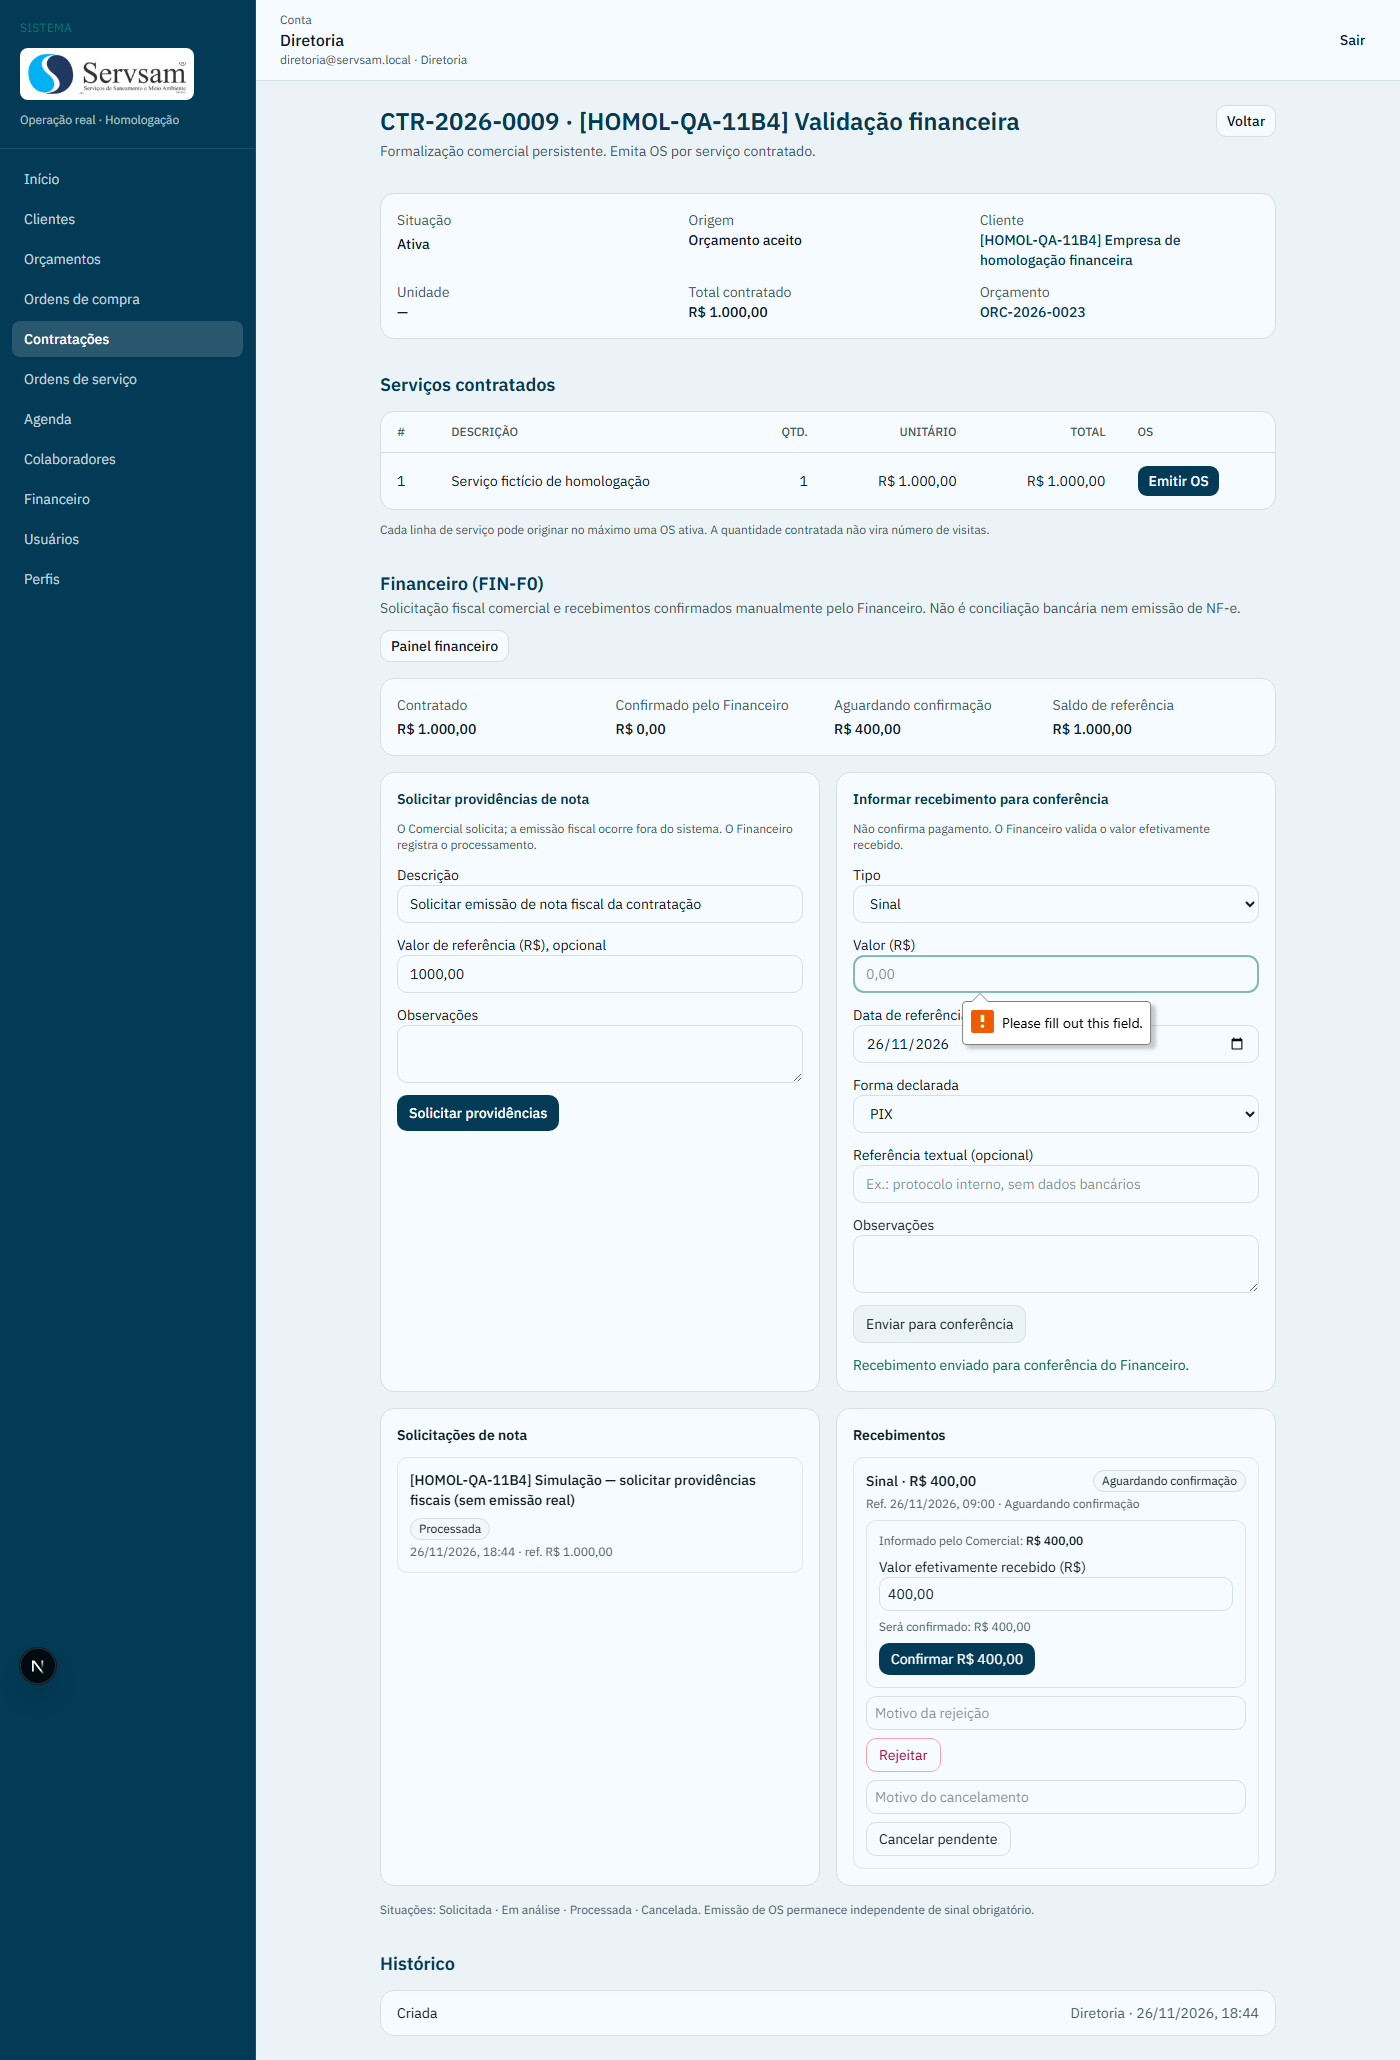 SISTEMA
Servsam
Serviços de Saneamento e Meio Ambiente
Operação real · Homologação
Início
Clientes
Orçamentos
Ordens de compra
Contratações
Ordens de serviço
Agenda
Colaboradores
Financeiro
Usuários
Perfis
Conta
Diretoria
diretoria@servsam.local · Diretoria
Sair
CTR-2026-0009 · [HOMOL-QA-11B4] Validação financeira
Voltar
Formalização comercial persistente. Emita OS por serviço contratado.
Situação
Ativa
Origem
Orçamento aceito
Cliente
[HOMOL-QA-11B4] Empresa de
homologação financeira
Unidade
—
Total contratado
R$ 1.000,00
Orçamento
ORC-2026-0023
Serviços contratados
# DESCRIÇÃO QTD. UNITÁRIO TOTAL OS
1 Serviço fictício de homologação 1 R$ 1.000,00 R$ 1.000,00 Emitir OS
Cada linha de serviço pode originar no máximo uma OS ativa. A quantidade contratada não vira número de visitas.
Financeiro (FIN-F0)
Solicitação fiscal comercial e recebimentos confirmados manualmente pelo Financeiro. Não é conciliação bancária nem emissão de NF-e.
Painel financeiro
Contratado
R$ 1.000,00
Confirmado pelo Financeiro
R$ 0,00
Aguardando confirmação
R$ 400,00
Saldo de referência
R$ 1.000,00
Solicitar providências de nota
O Comercial solicita; a emissão fiscal ocorre fora do sistema. O Financeiro
registra o processamento.
Descrição
Solicitar emissão de nota fiscal da contratação
Valor de referência (R$), opcional
1000,00
Observações
Solicitar providências
Informar recebimento para conferência
Não confirma pagamento. O Financeiro valida o valor efetivamente
recebido.
Tipo
Sinal
Valor (R$)
0,00
Please fill out this field.
Data de referência
26/11/2026
Forma declarada
PIX
Referência textual (opcional)
Ex.: protocolo interno, sem dados bancários
Observações
Enviar para conferência
Recebimento enviado para conferência do Financeiro.
Solicitações de nota
[HOMOL-QA-11B4] Simulação — solicitar providências
fiscais (sem emissão real)
Processada
26/11/2026, 18:44 · ref. R$ 1.000,00
Recebimentos
Sinal · R$ 400,00
Aguardando confirmação
Ref. 26/11/2026, 09:00 · Aguardando confirmação
Informado pelo Comercial: R$ 400,00
Valor efetivamente recebido (R$)
400,00
Será confirmado: R$ 400,00
Confirmar R$ 400,00
Motivo da rejeição
Rejeitar
Motivo do cancelamento
Cancelar pendente
N
Situações: Solicitada · Em análise · Processada · Cancelada. Emissão de OS permanece independente de sinal obrigatório.
Histórico
Criada
Diretoria · 26/11/2026, 18:44